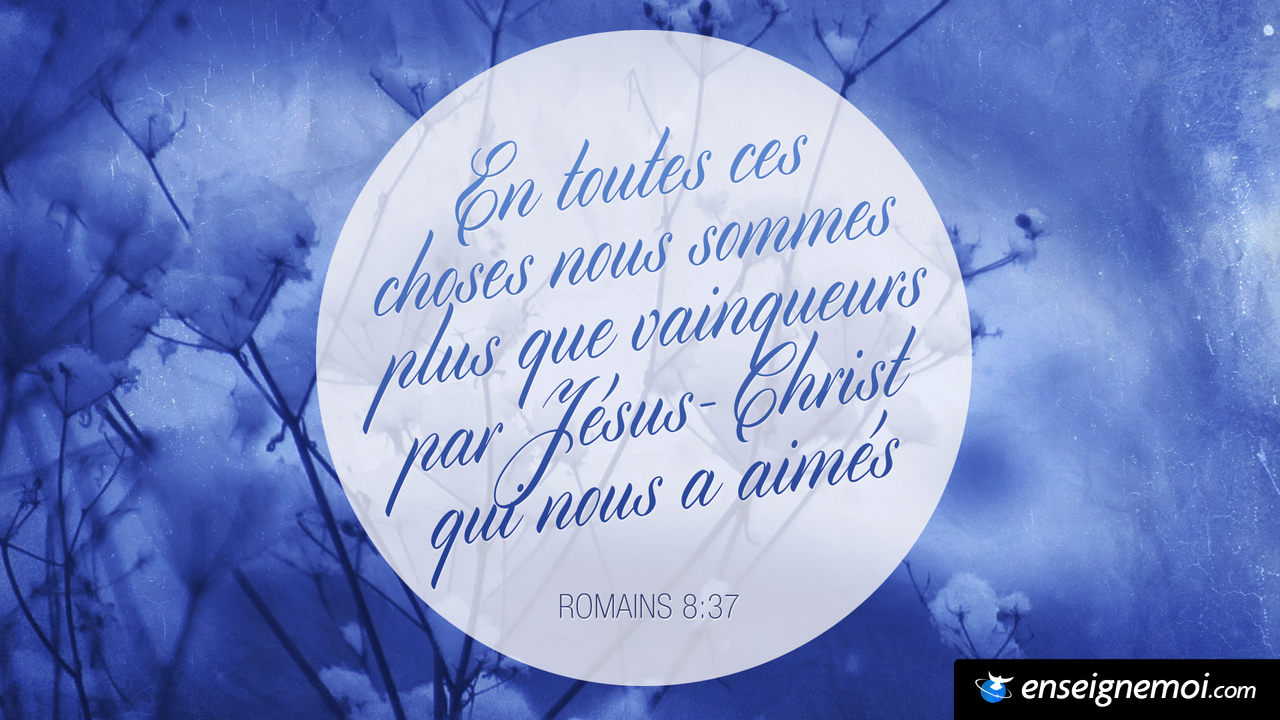 En toutes ces
choses nous sommes
plus que vainqueurs
par Jésus-Christ
qui nous a aimés
ROMAINS 8:37
enseignemoi.com